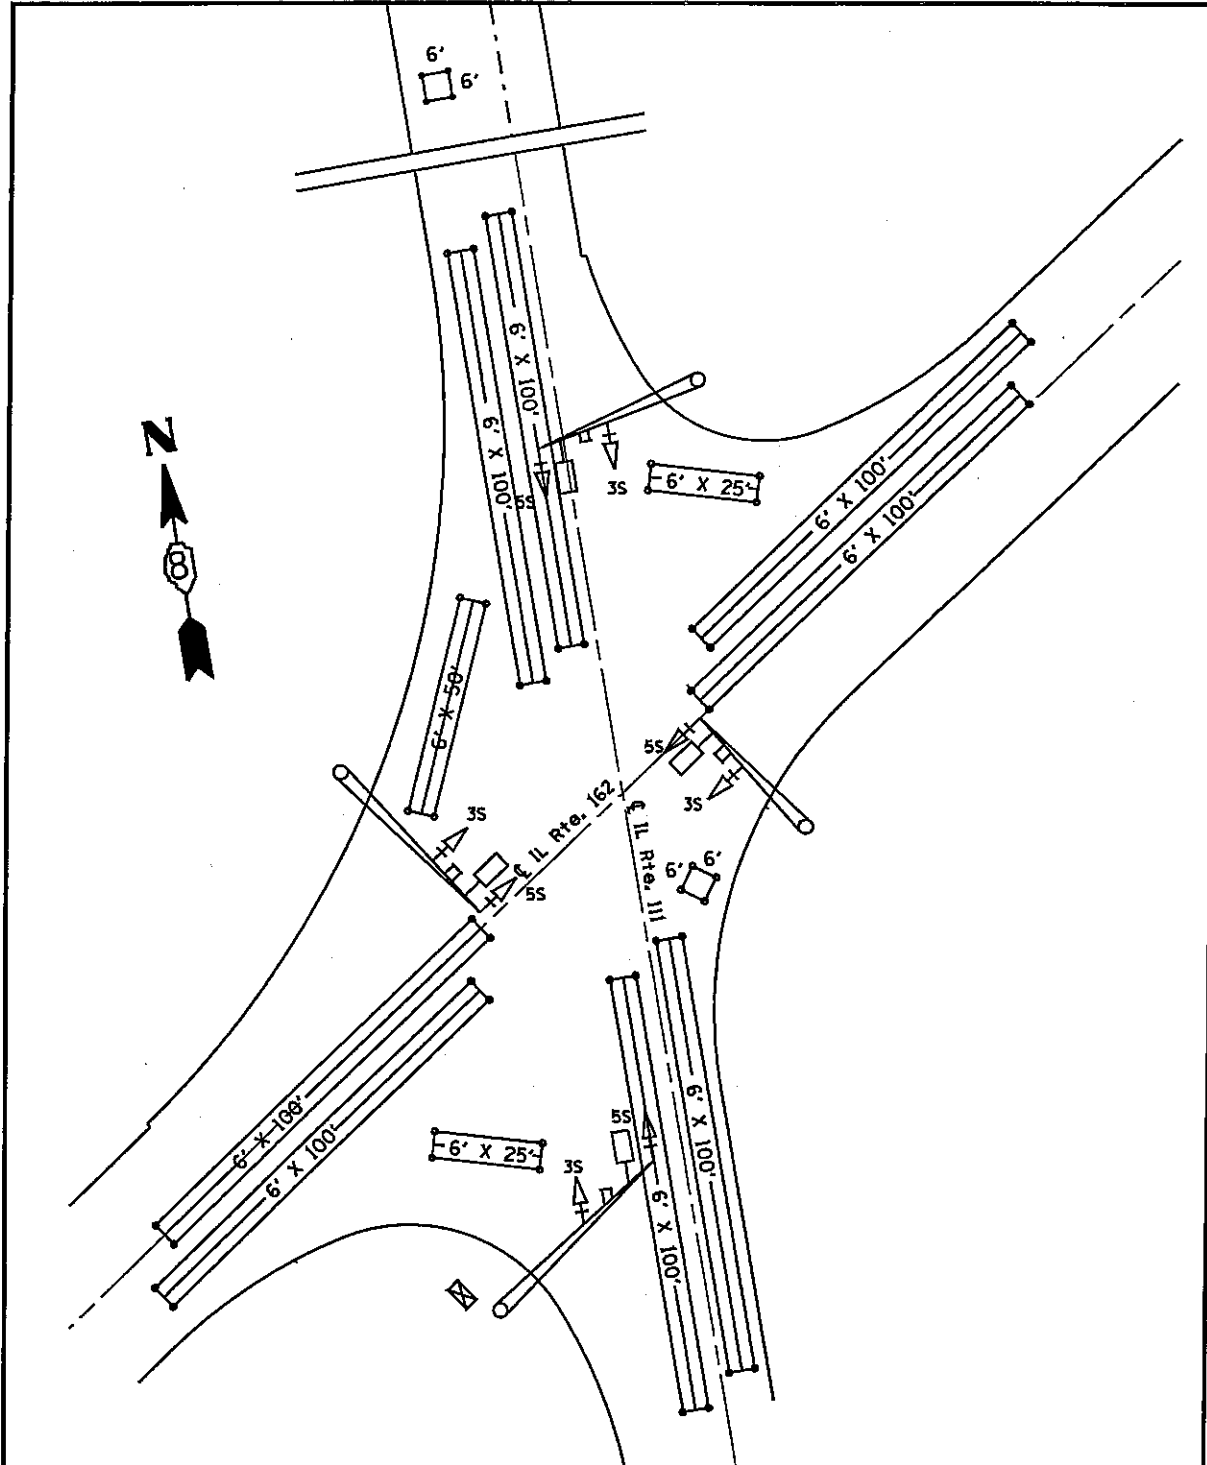 6'
6'
6' X 100'
6' X 100'
5S
3S
6' X 25'
6' X 100'
6' X 100'
N
8
6' X 50'
5S
3S
℄ IL Rte. 162
℄ IL Rte. 111
3S
5S
6'
6'
6' X 100'
6' X 100'
6' X 25'
5S
3S
6' X 100'
6' X 100'